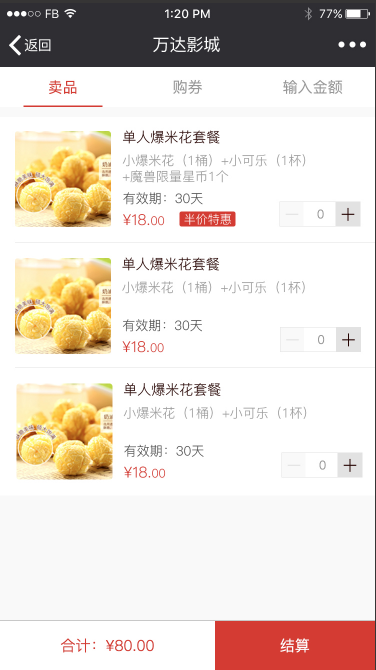 FB 1:20 PM 77%
返回 万达影城
卖品 购券 输入金额
单人爆米花套餐
小爆米花（1桶）+小可乐（1杯）
+魔兽限量星币1个
有效期：30天
¥18.00 半价特惠
0
单人爆米花套餐
小爆米花（1桶）+小可乐（1杯）
有效期：30天
¥18.00
0
单人爆米花套餐
小爆米花（1桶）+小可乐（1杯）
有效期：30天
¥18.00
0
合计：¥80.00 结算